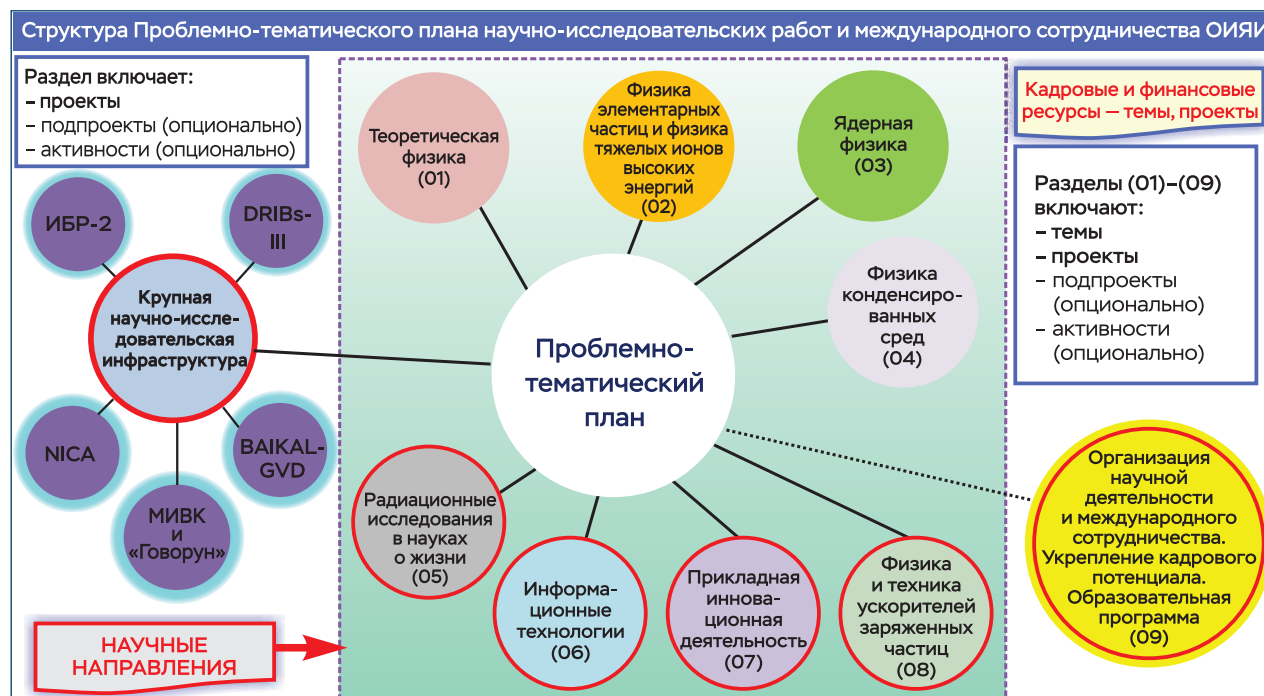 Структура Проблемно-тематического плана научно-исследовательских работ и международного сотрудничества ОИЯИ
Раздел включает:
– проекты
– подпроекты (опционально)
– активности (опционально)
ИБР-2
DRIBs-
III
Крупная
научно-иссле-
довательская
инфраструктура
NICA
BAIKAL-
GVD
МИВК
и
«Говорун»
НАУЧНЫЕ
НАПРАВЛЕНИЯ
Теоретическая
физика
(01)
Физика
элементарных
частиц и физика
тяжелых ионов
высоких
энергий
(02)
Ядерная
физика
(03)
Физика
конденсиро-
ванных
сред
(04)
Проблемно-
тематический
план
Радиационные
исследования
в науках
о жизни
(05)
Информа-
ционные
технологии
(06)
Прикладная
иннова-
ционная
деятельность
(07)
Физика
и техника
ускорителей
заряженных
частиц
(08)
Кадровые и финансовые
ресурсы — темы, проекты
Разделы (01)–(09)
включают:
– темы
– проекты
– подпроекты
(опционально)
– активности
(опционально)
Организация
научной
деятельности
и международного
сотрудничества.
Укрепление кадрового
потенциала.
Образовательная
программа
(09)